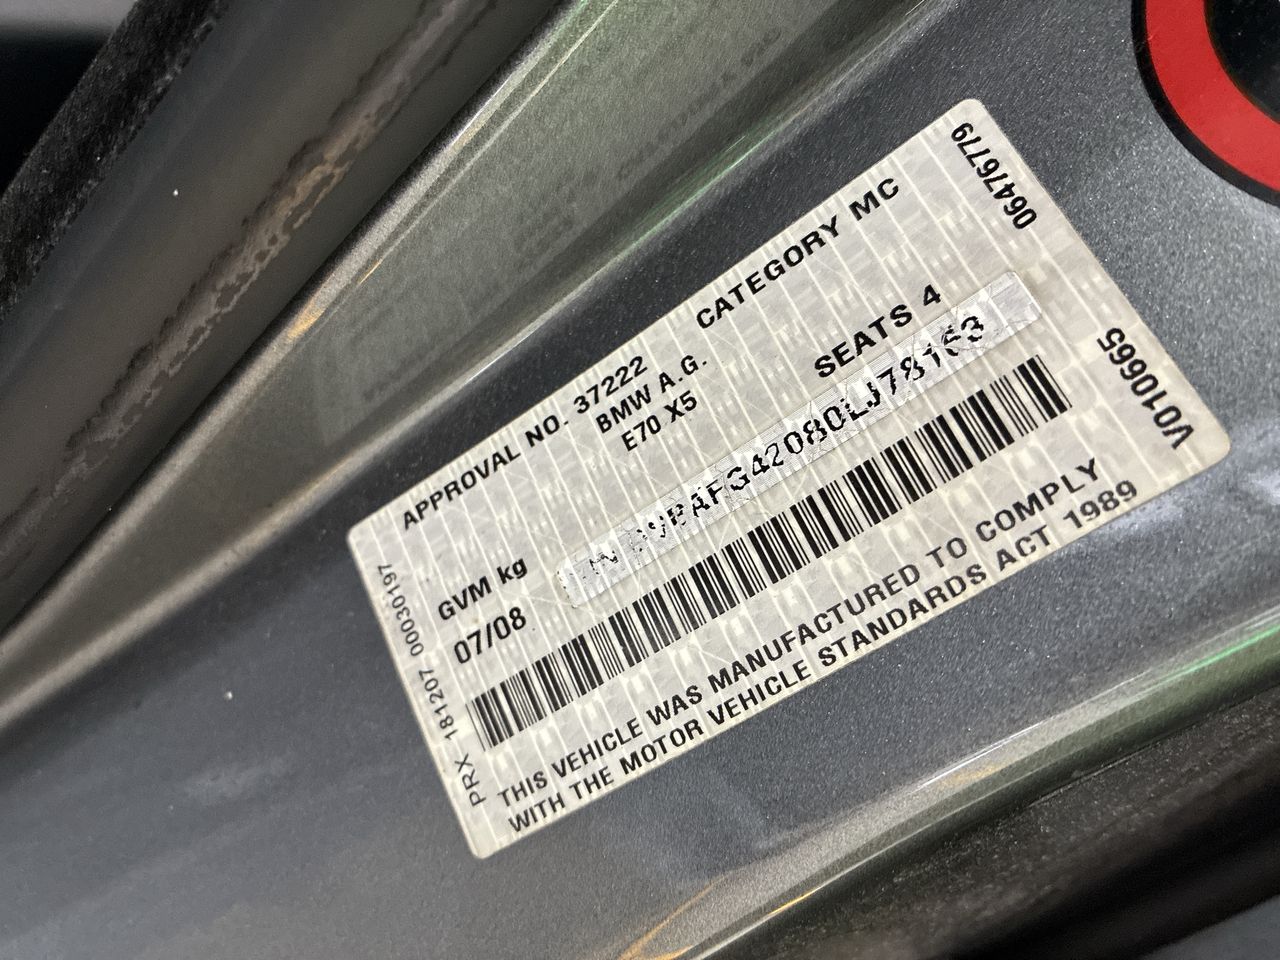 APPROVAL NO. 37222 CATEGORY MC
BMW A.G.
E70 X5 SEATS 4
GVM kg
07/08
THIS VEHICLE WAS MANUFACTURED TO COMPLY
WITH THE MOTOR VEHICLE STANDARDS ACT 1989
PRX 181207 00030197
06476779
V010665